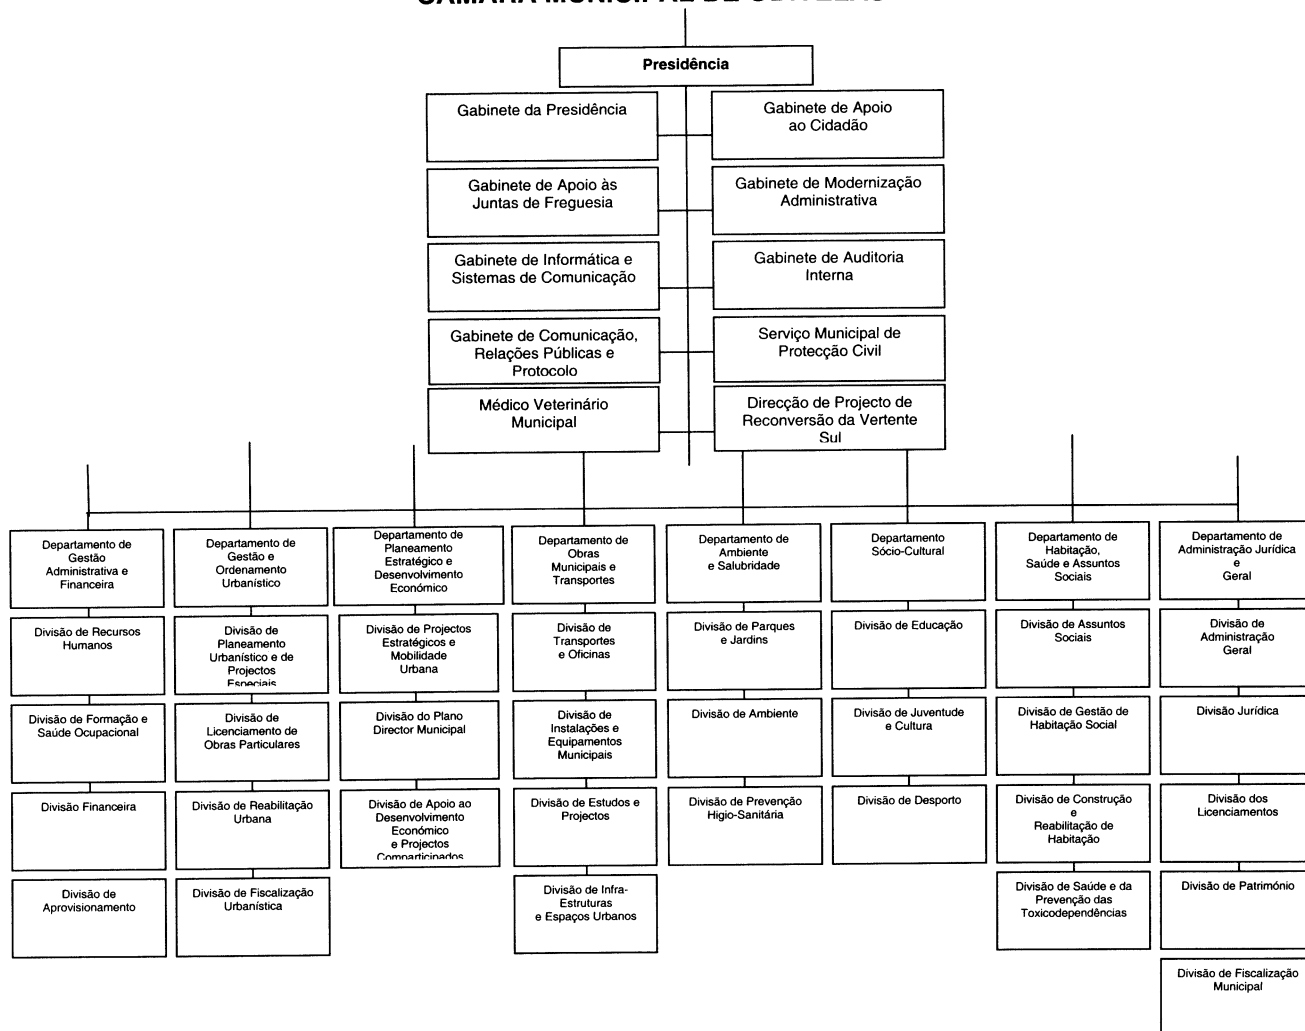 Presidência
Gabinete da Presidência
Gabinete de Apoio
ao Cidadão
Gabinete de Apoio às
Juntas de Freguesia
Gabinete de Modernização
Administrativa
Gabinete de Informática e
Sistemas de Comunicação
Gabinete de Auditoria
Interna
Gabinete de Comunicação,
Relações Públicas e
Protocolo
Serviço Municipal de
Protecção Civil
Médico Veterinário
Municipal
Direcção de Projecto de
Reconversão da Vertente
Sul
Departamento de
Gestão
Administrativa e
Financeira
Divisão de Recursos
Humanos
Divisão de Formação e
Saúde Ocupacional
Divisão Financeira
Divisão de
Aprovisionamento
Departamento de
Gestão e
Ordenamento
Urbanístico
Divisão de
Planeamento
Urbanístico e de
Projectos
Especiais
Divisão de
Licenciamento de
Obras Particulares
Divisão de Reabilitação
Urbana
Divisão de Fiscalização
Urbanística
Departamento de
Planeamento
Estratégico e
Desenvolvimento
Económico
Divisão de Projectos
Estratégicos e
Mobilidade
Urbana
Divisão do Plano
Director Municipal
Divisão de Apoio ao
Desenvolvimento
Económico
e Projectos
Comparticipados
Departamento de
Obras
Municipais e
Transportes
Divisão de
Transportes
e Oficinas
Divisão de
Instalações e
Equipamentos
Municipais
Divisão de Estudos e
Projectos
Divisão de Infra-
Estruturas
e Espaços Urbanos
Departamento de
Ambiente
e Salubridade
Divisão de Parques
e Jardins
Divisão de Ambiente
Divisão de Prevenção
Higio-Sanitária
Departamento
Sócio-Cultural
Divisão de Educação
Divisão de Juventude
e Cultura
Divisão de Desporto
Departamento de
Habitação,
Saúde e Assuntos
Sociais
Divisão de Assuntos
Sociais
Divisão de Gestão de
Habitação Social
Divisão de Construção
e
Reabilitação de
Habitação
Divisão de Saúde e da
Prevenção das
Toxicodependências
Departamento de
Administração Jurídica
e
Geral
Divisão de
Administração
Geral
Divisão Jurídica
Divisão dos
Licenciamentos
Divisão de Património
Divisão de Fiscalização
Municipal